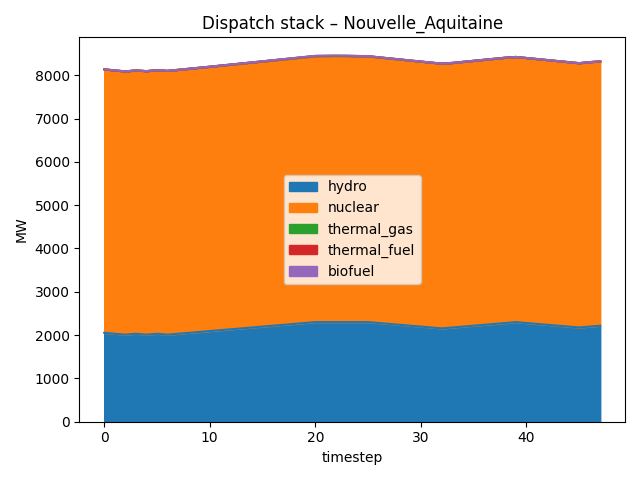 Dispatch stack – Nouvelle_Aquitaine
MW
8000
7000
6000
5000
4000
3000
2000
1000
0
hydro
nuclear
thermal_gas
thermal_fuel
biofuel
0 10 20 30 40
timestep